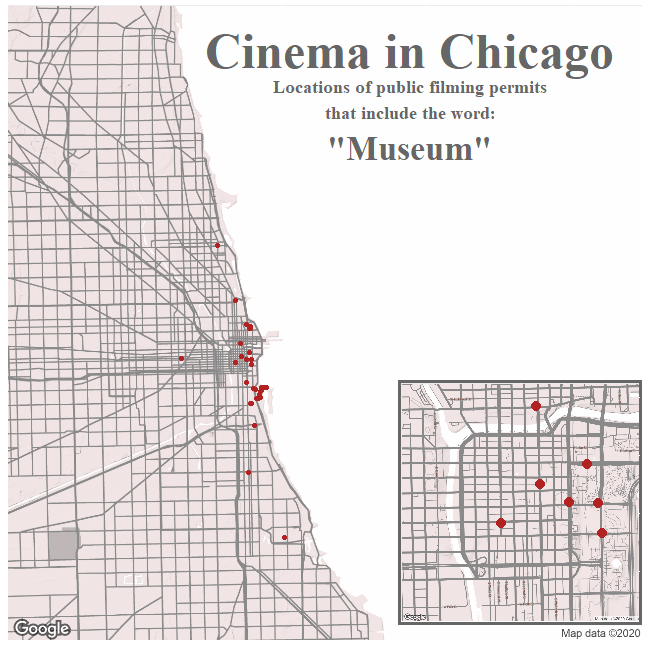 Cinema in Chicago
Locations of public filming permits
that include the word:
"Museum"
Google
Map data ©2020